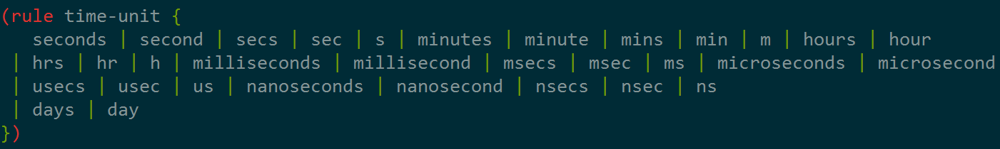 (rule time-unit {
   seconds | second | secs | sec | s | minutes | minute | mins | min | m | hours | hour
 | hrs | hr | h | milliseconds | millisecond | msecs | msec | ms | microseconds | microsecond
 | usecs | usec | us | nanoseconds | nanosecond | nsecs | nsec | ns
 | days | day
})